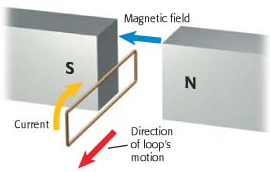 Magnetic field
S
N
Current
Direction
of loop's
motion